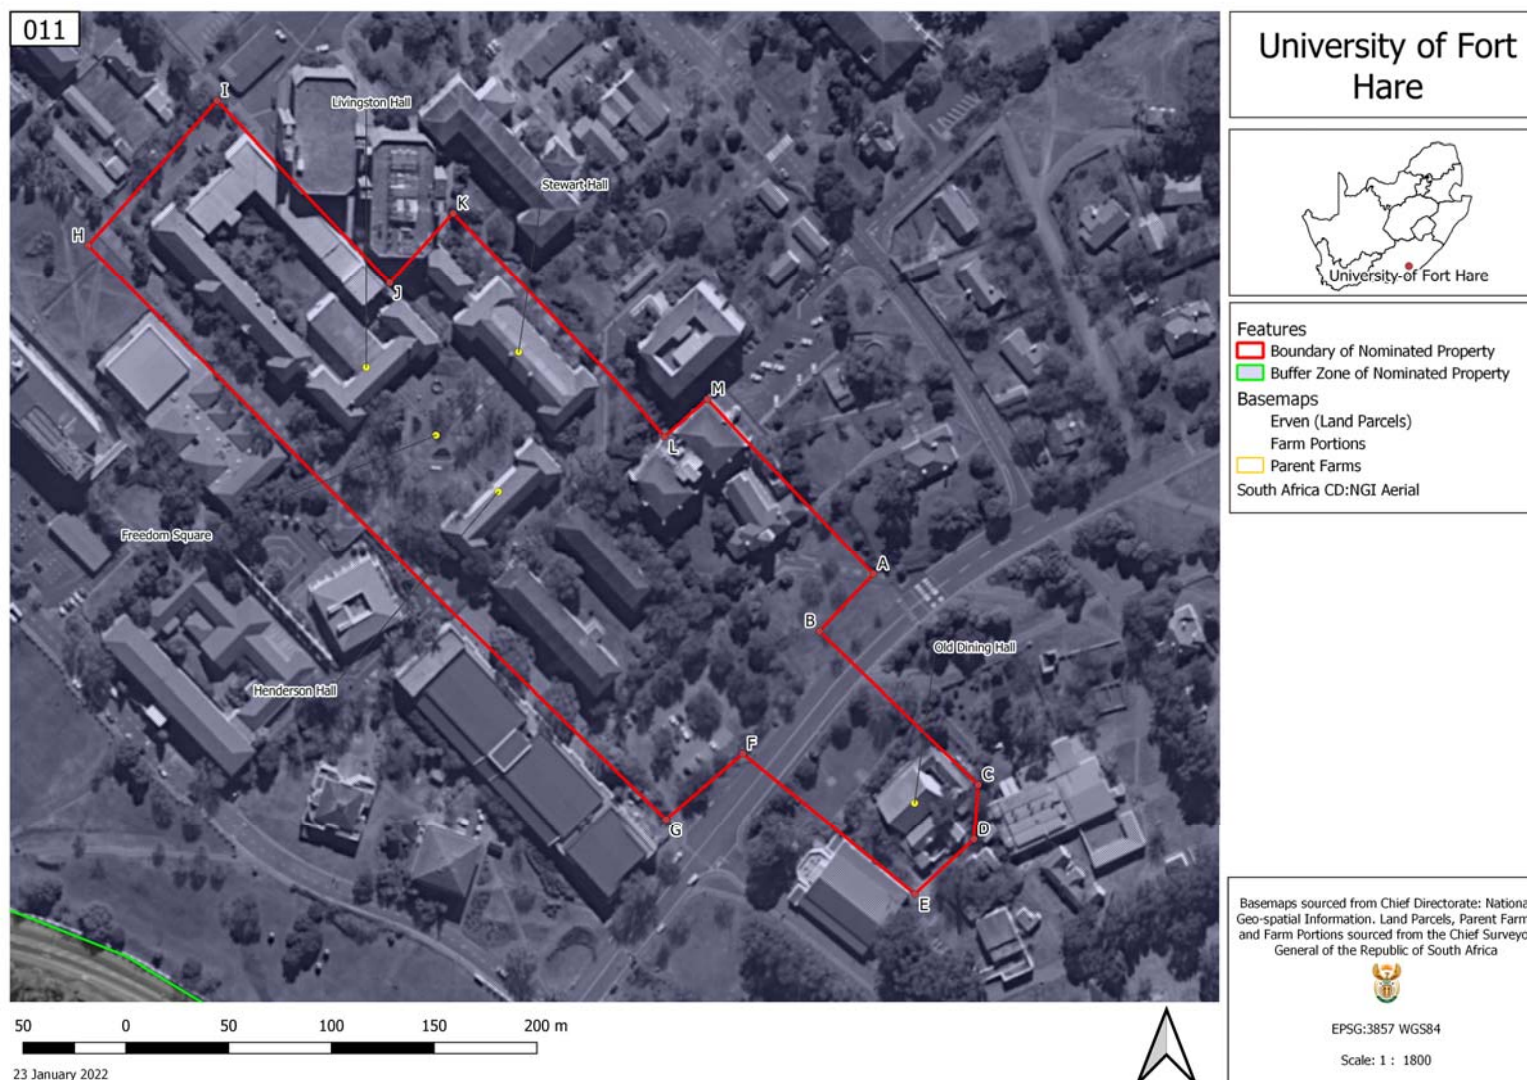 011
University of Fort
Hare
I
Livingston Hall
Stewart Hall
K
H
J
M
L
Freedom Square
A
B
Old Dining Hall
Henderson Hall
F
C
G
D
E
University of Fort Hare
Features
Boundary of Nominated Property
Buffer Zone of Nominated Property
Basemaps
Erven (Land Parcels)
Farm Portions
Parent Farms
South Africa CD:NGI Aerial
Basemaps sourced from Chief Directorate: Nationa
Geo-spatial Information. Land Parcels, Parent Farm
and Farm Portions sourced from the Chief Surveyo
General of the Republic of South Africa
EPSG:3857 WGS84
Scale: 1 : 1800
50 0 50 100 150 200 m
23 January 2022